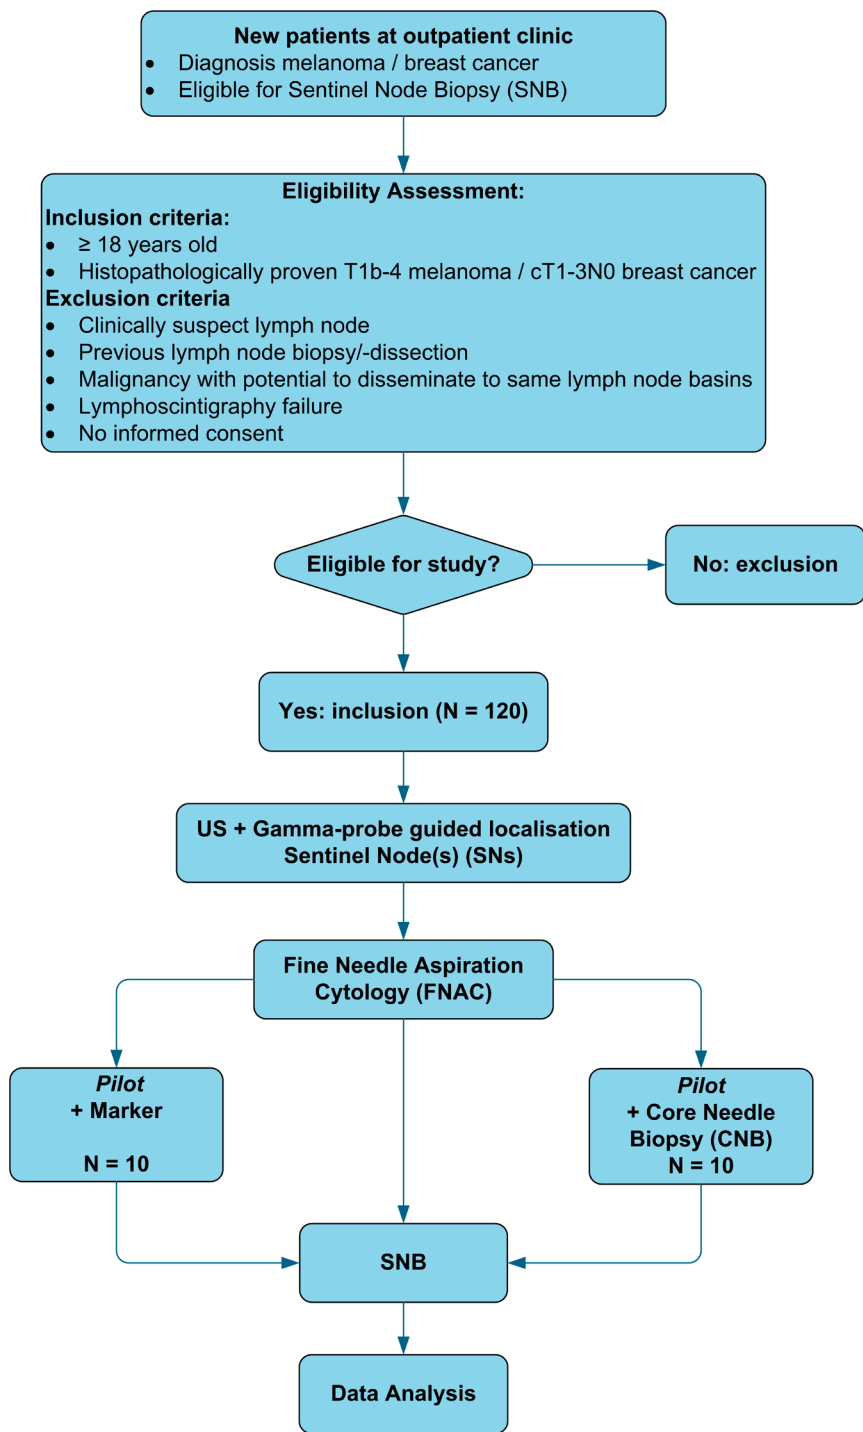 New patients at outpatient clinic
• Diagnosis melanoma / breast cancer
• Eligible for Sentinel Node Biopsy (SNB)
Eligibility Assessment:
Inclusion criteria:
• ≥ 18 years old
• Histopathologically proven T1b-4 melanoma / cT1-3N0 breast cancer
Exclusion criteria
• Clinically suspect lymph node
• Previous lymph node biopsy/-dissection
• Malignancy with potential to disseminate to same lymph node basins
• Lymphoscintigraphy failure
• No informed consent
Eligible for study?
No: exclusion
Yes: inclusion (N = 120)
US + Gamma-probe guided localisation
Sentinel Node(s) (SNs)
Fine Needle Aspiration
Cytology (FNAC)
Pilot
+ Marker
N = 10
Pilot
+ Core Needle
Biopsy (CNB)
N = 10
SNB
Data Analysis